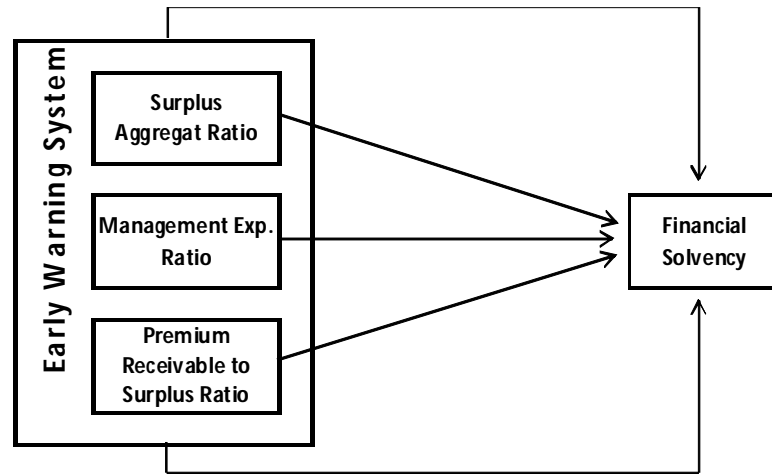 Early Warning System
Surplus
Aggregat Ratio
Management Exp.
Ratio
Premium
Receivable to
Surplus Ratio
Financial
Solvency